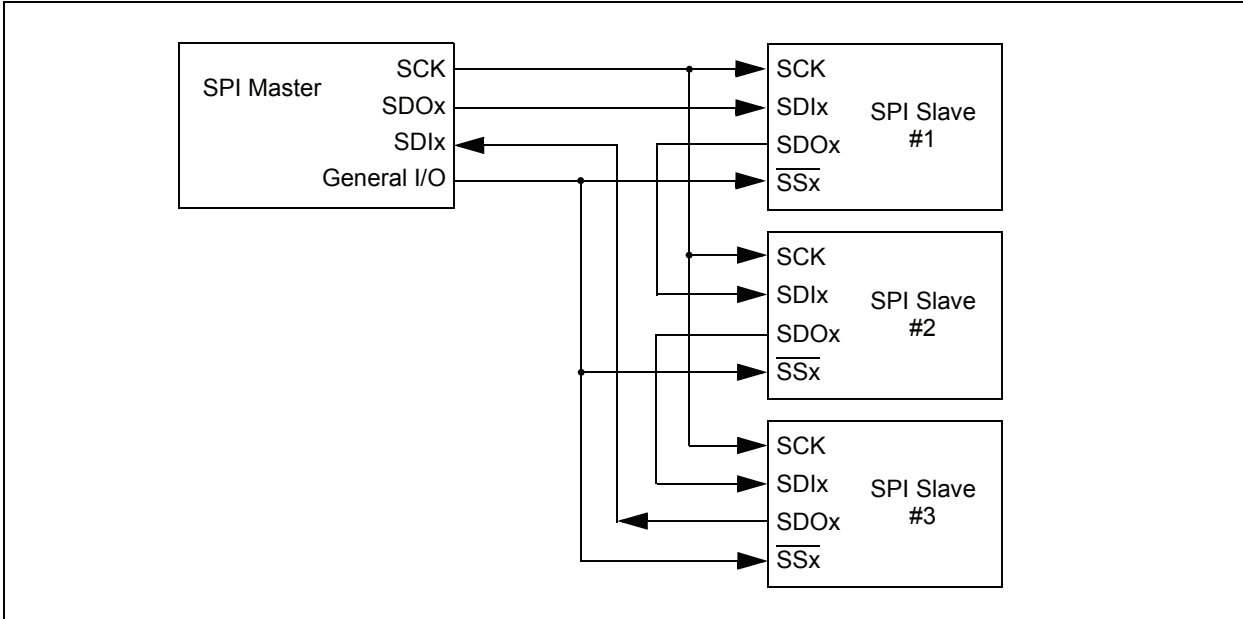 SPI Master
SCK
SDOx
SDIx
General I/O
SCK
SDIx
SDOx
SSx
SPI Slave
#1
SCK
SDIx
SDOx
SSx
SPI Slave
#2
SCK
SDIx
SDOx
SSx
SPI Slave
#3